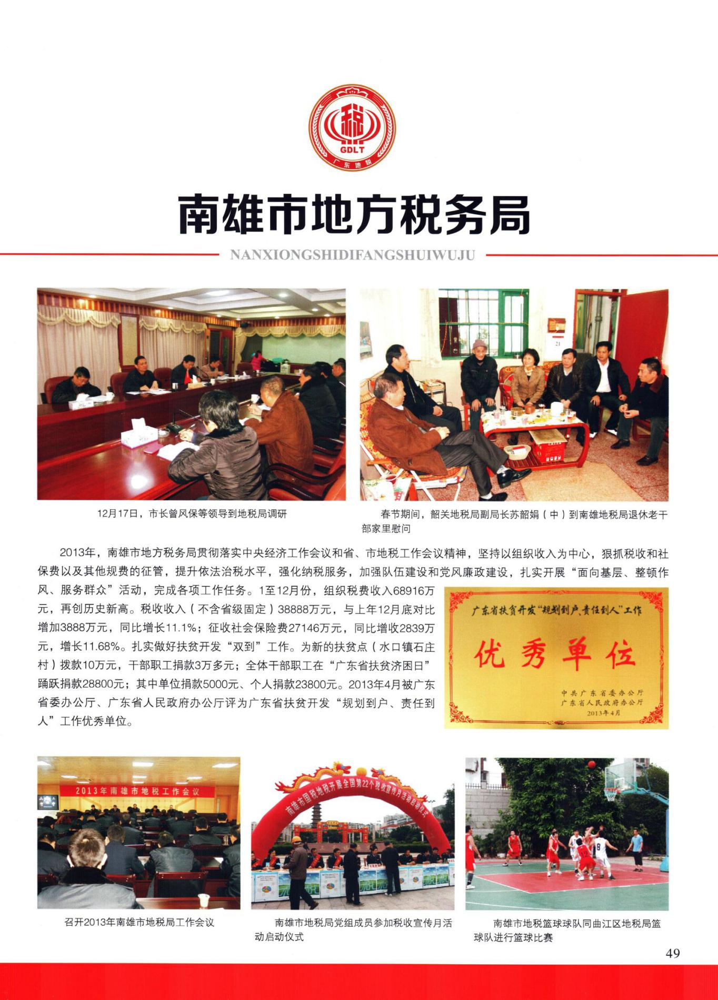 税
GDLT
广东地税
南雄市地方税务局
NANXIONGSHIDIFANGSHUIWUJU
21
12月17日，市长曾风保等领导到地税局调研
春节期间，韶关地税局副局长苏韶娟（中）到南雄地税局退休老干
部家里慰问
2013年，南雄市地方税务局贯彻落实中央经济工作会议和省、市地税工作会议精神，坚持以组织收入为中心，狠抓税收和社
保费以及其他规费的征管，提升依法治税水平，强化纳税服务，加强队伍建设和党风廉政建设，扎实开展“面向基层、整顿作
风、服务群众”活动，完成各项工作任务。1至12月份，组织税费收入68916万
元，再创历史新高。税收收入（不含省级固定）38888万元，与上年12月底对比
增加3888万元，同比增长11.1%；征收社会保险费27146万元，同比增收2839万
元，增长11.68%。扎实做好扶贫开发“双到”工作。为新的扶贫点（水口镇石庄
村）拨款10万元，干部职工捐款3万多元；全体干部职工在“广东省扶贫济困日”
踊跃捐款28800元；其中单位捐款5000元、个人捐款23800元。2013年4月被广东
省委办公厅、广东省人民政府办公厅评为广东省扶贫开发“规划到户、责任到
人”工作优秀单位。
广东省扶贫开发“规划到户、责任到人”工作
优秀单位
中共广东省委办公厅
广东省人民政府办公厅
2013年4月
2013年南雄市地税工作会议
南雄市国税地税开展全国第22个税收宣传月活动启动仪式
8
12
召开2013年南雄市地税局工作会议
南雄市地税局党组成员参加税收宣传月活
动启动仪式
南雄市地税篮球球队同曲江区地税局篮
球队进行篮球比赛
49